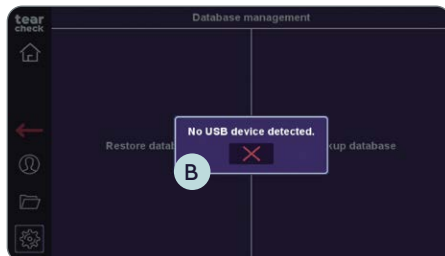 tear
check
Database management
No USB device detected.
Restore datab
kup database
B